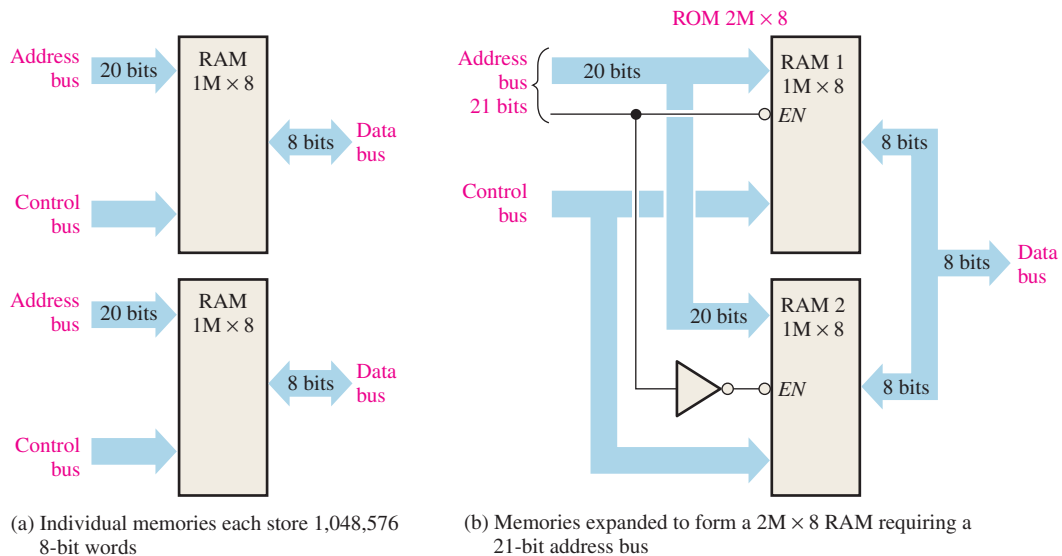 Address
bus
20 bits
RAM
1M × 8
8 bits
Data
bus
Control
bus
Address
bus
20 bits
RAM
1M × 8
8 bits
Data
bus
Control
bus
(a) Individual memories each store 1,048,576
8-bit words
ROM 2M × 8
Address
bus
21 bits
20 bits
RAM 1
1M × 8
EN
8 bits
Control
bus
8 bits
Data
bus
20 bits
RAM 2
1M × 8
EN
8 bits
(b) Memories expanded to form a 2M × 8 RAM requiring a
21-bit address bus